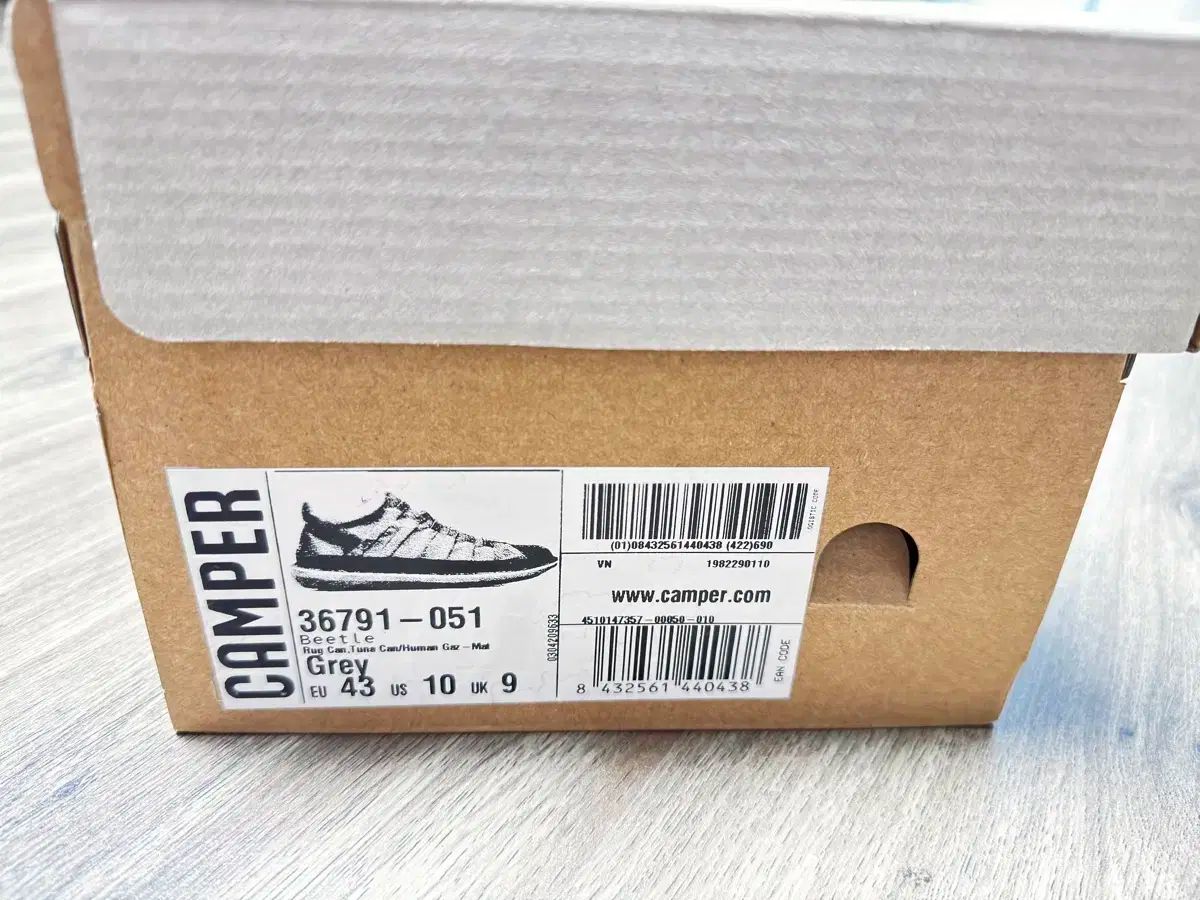 CAMPER
36791-051
Beetle
Rug Can,Tuna Can/Human Gaz-Mat
Grey
EU 43 US 10 UK 9
0304209633
(01)08432561440438 (422)690
VN 1982290110
www.camper.com
4510147357-00050-010
8 432561 440438
EAN CODE